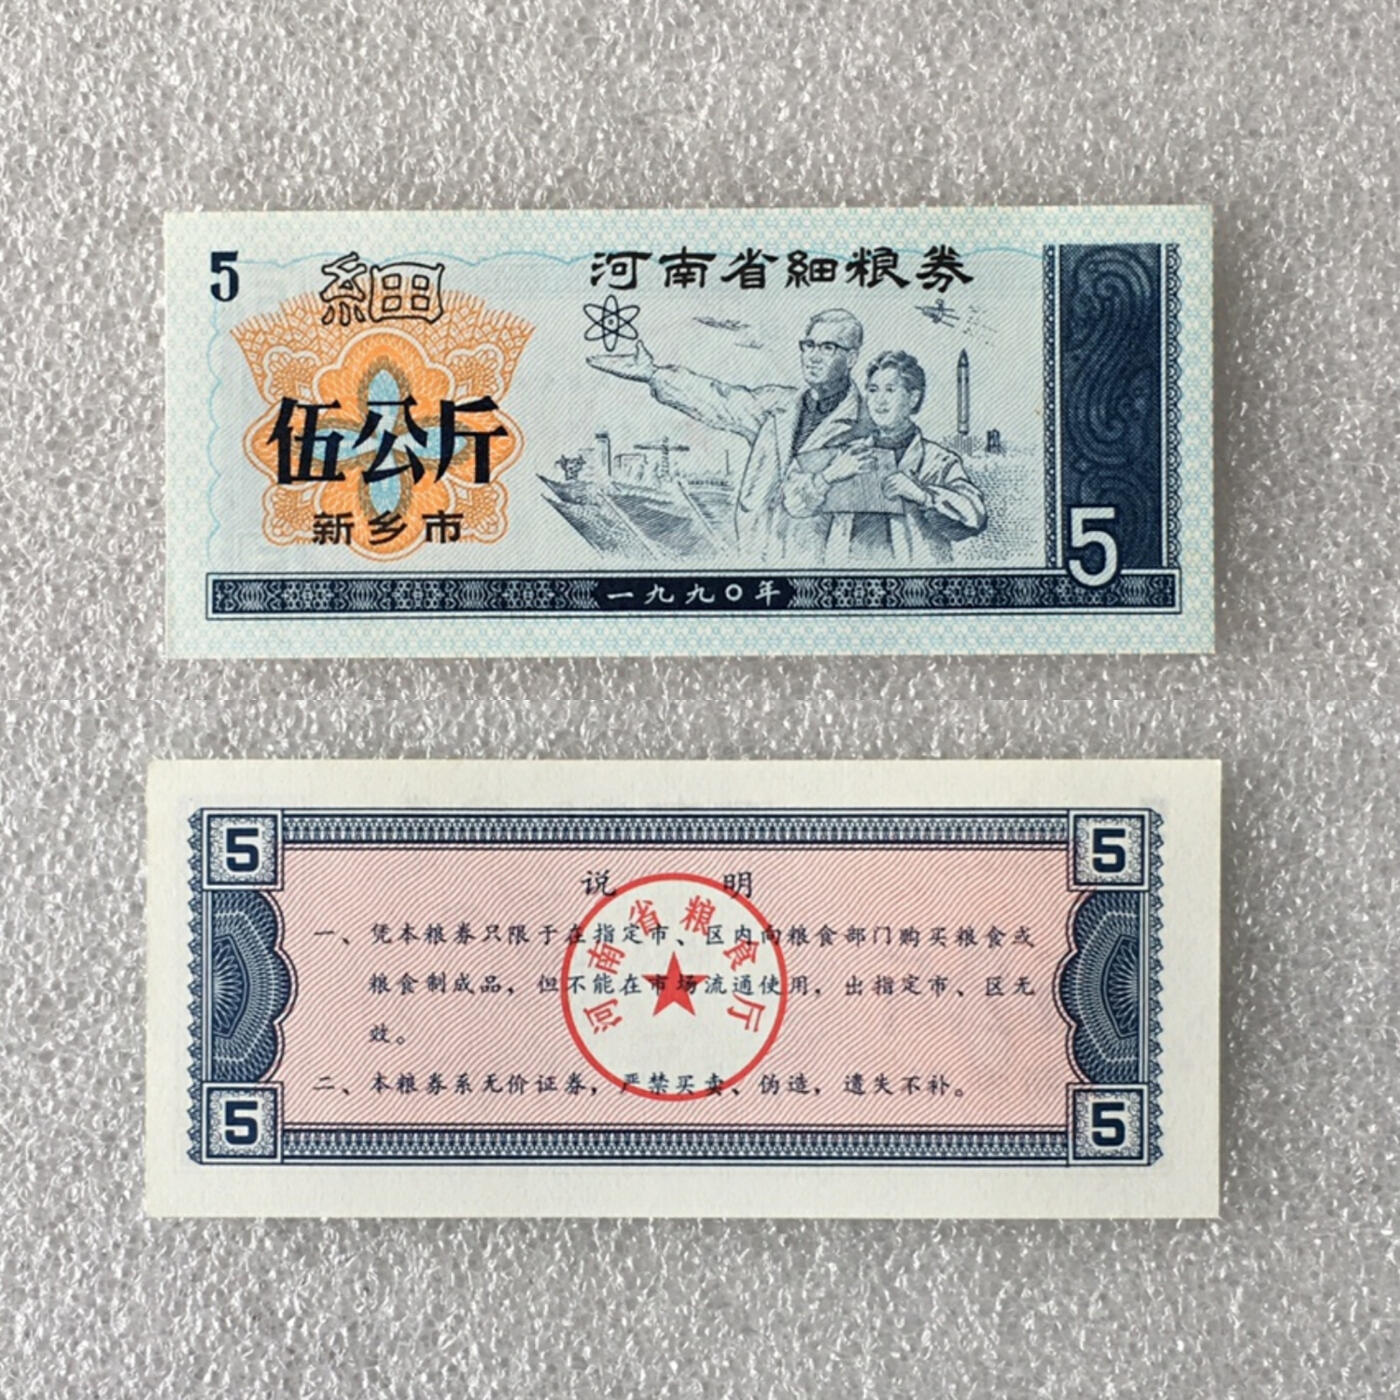 5
細
河南省細粮券
伍公斤
新乡市
5
一九九〇年
5
5
说 明
一、凭本粮券只限于在指定市、区内向粮食部门购买粮食或
粮食制成品，但不能在市场流通使用，出指定市、区无
效。
二、本粮券系无价证券，严禁买卖、伪造，遗失不补。
河南省粮食厅
5
5